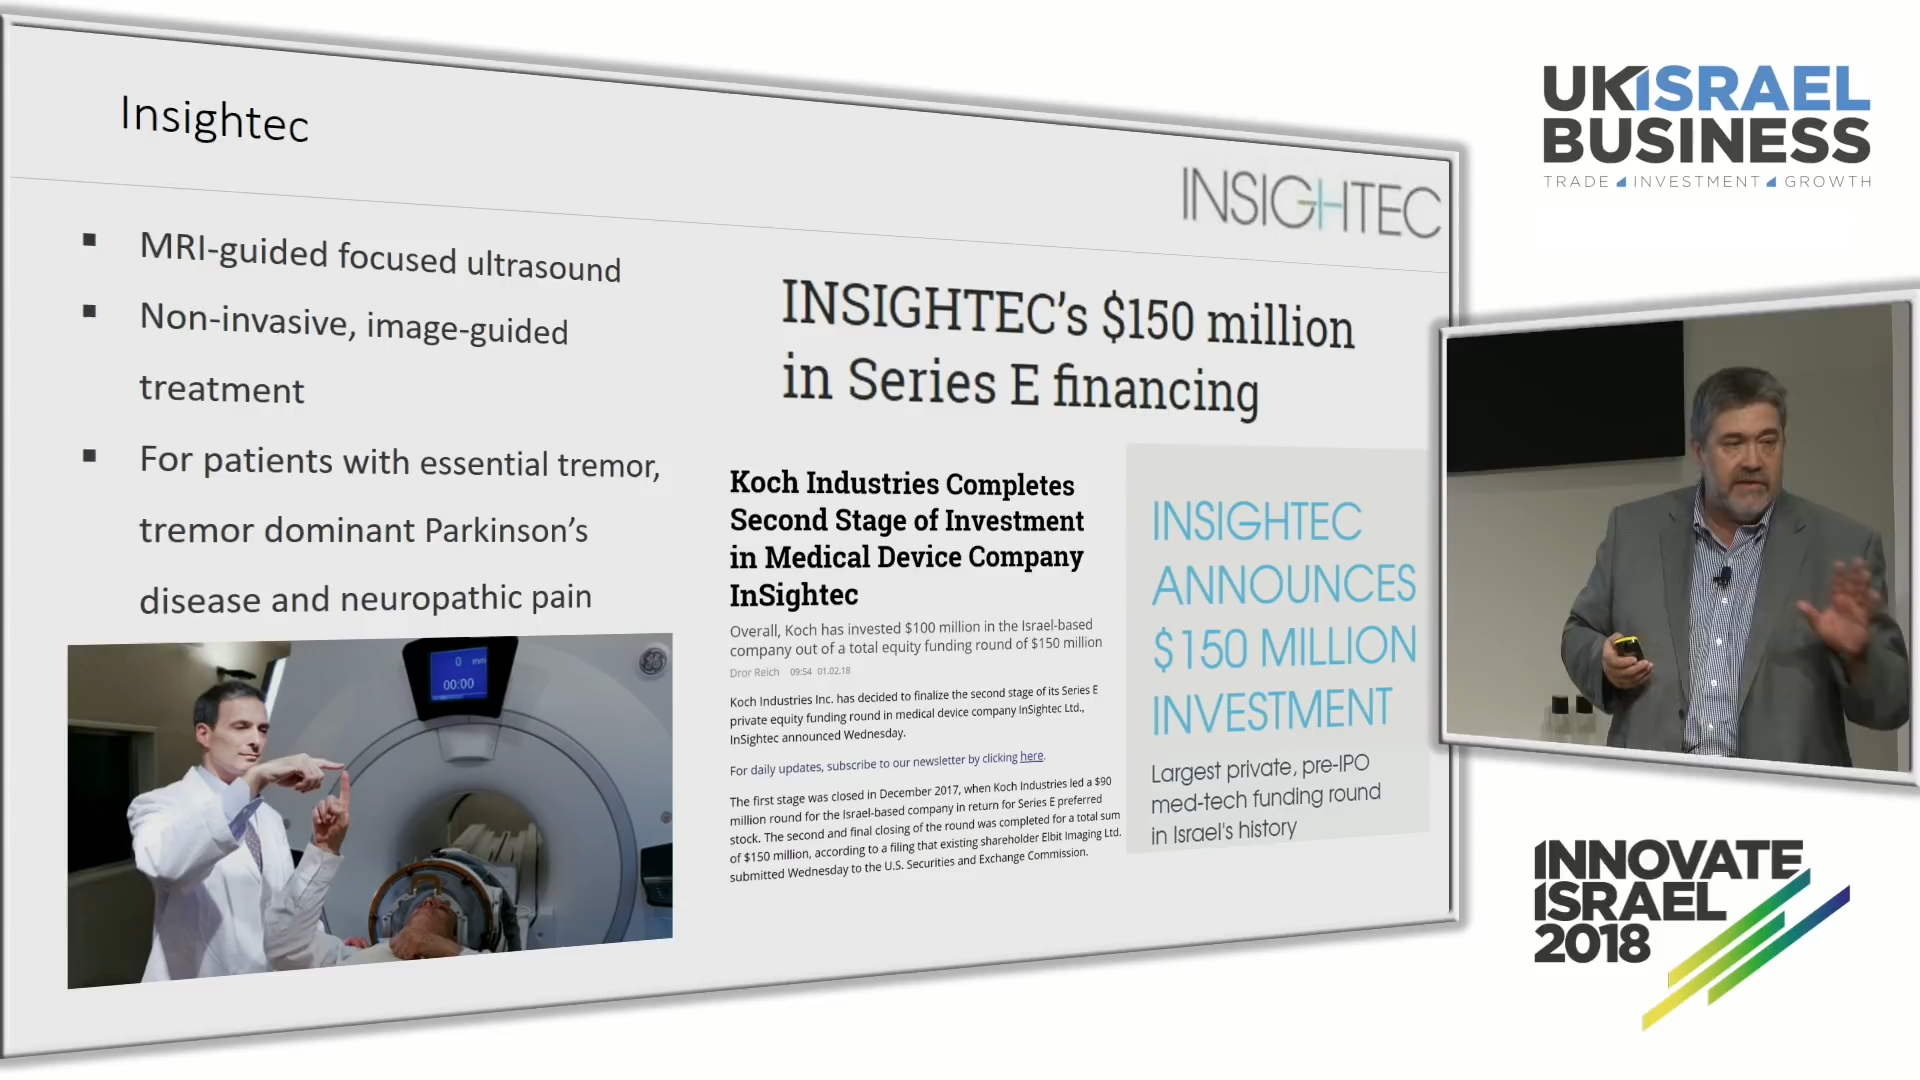 Insightec
INSIGHTEC
MRI-guided focused ultrasound
Non-invasive, image-guided
treatment
For patients with essential tremor,
tremor dominant Parkinson’s
disease and neuropathic pain
0 mm
00:00
INSIGHTEC’s $150 million
in Series E financing
Koch Industries Completes
Second Stage of Investment
in Medical Device Company
InSightec
Overall, Koch has invested $100 million in the Israel-based
company out of a total equity funding round of $150 million
Dror Reich 09:54 01.02.18
Koch Industries Inc. has decided to finalize the second stage of its Series E
private equity funding round in medical device company InSightec Ltd.,
InSightec announced Wednesday.
For daily updates, subscribe to our newsletter by clicking here.
The first stage was closed in December 2017, when Koch Industries led a $90
million round for the Israel-based company in return for Series E preferred
stock. The second and final closing of the round was completed for a total sum
of $150 million, according to a filing that existing shareholder Elbit Imaging Ltd.
submitted Wednesday to the U.S. Securities and Exchange Commission.
INSIGHTEC
ANNOUNCES
$150 MILLION
INVESTMENT
Largest private, pre-IPO
med-tech funding round
in Israel's history
UKISRAEL
BUSINESS
TRADE INVESTMENT GROWTH
INNOVATE
ISRAEL
2018